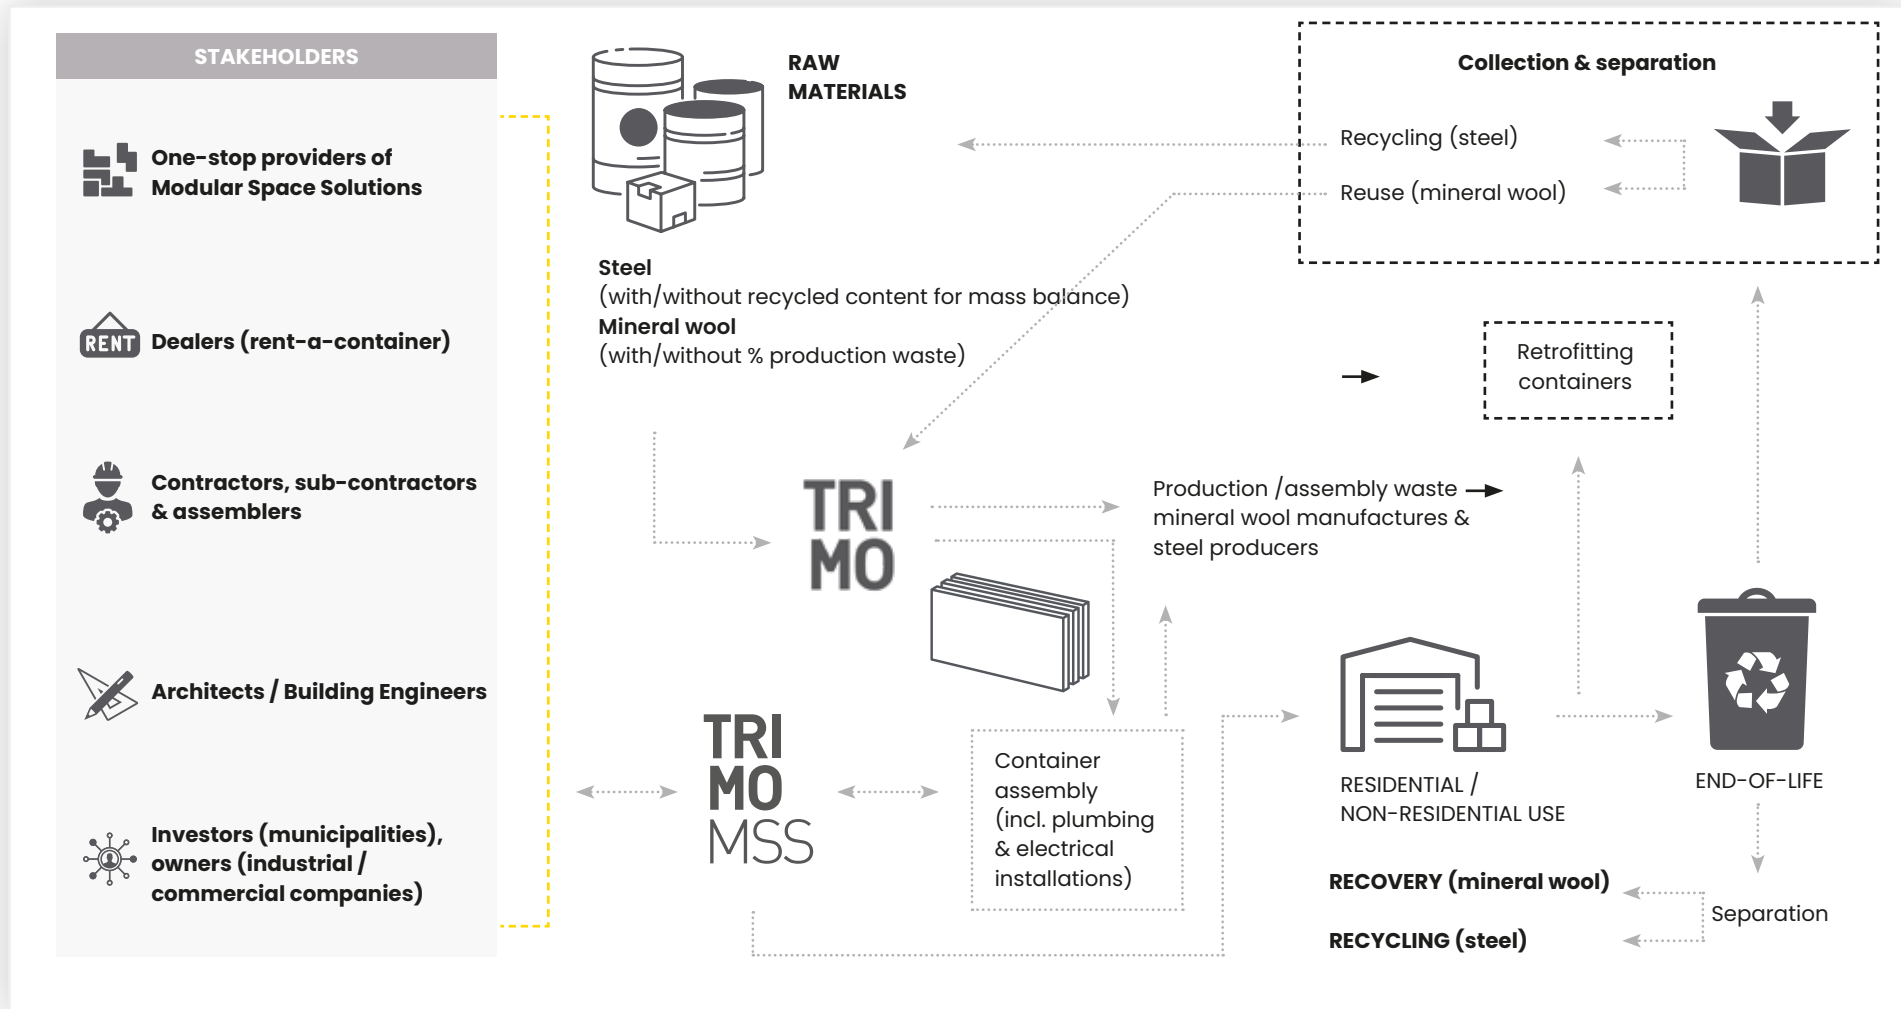 STAKEHOLDERS
One-stop providers of
Modular Space Solutions
RENT
Dealers (rent-a-container)
Contractors, sub-contractors
& assemblers
Architects / Building Engineers
Investors (municipalities),
owners (industrial /
commercial companies)
RAW
MATERIALS
Steel
(with/without recycled content for mass balance)
Mineral wool
(with/without % production waste)
Collection & separation
Recycling (steel)
Reuse (mineral wool)
Retrofitting
containers
TRI
MO
Production /assembly waste
mineral wool manufactures &
steel producers
TRI
MO
MSS
Container
assembly
(incl. plumbing
& electrical
installations)
RESIDENTIAL /
NON-RESIDENTIAL USE
END-OF-LIFE
RECOVERY (mineral wool)
RECYCLING (steel)
Separation